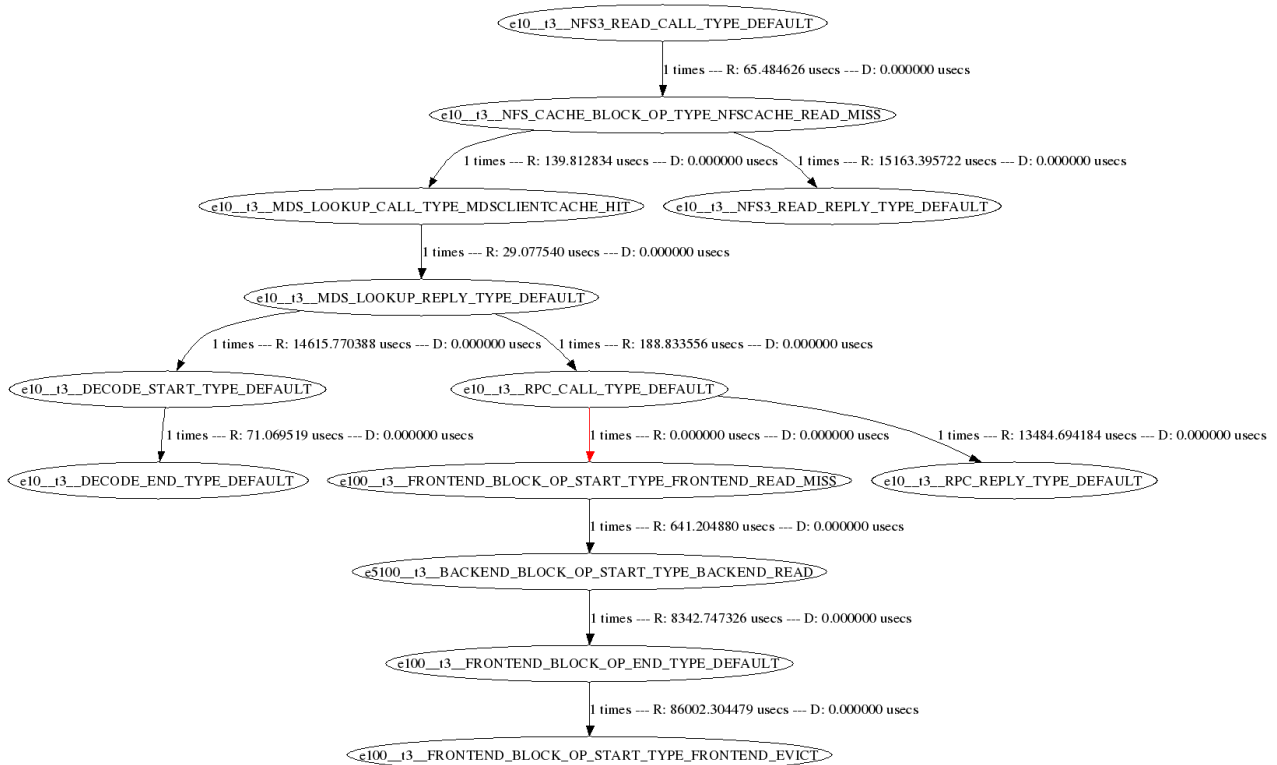 e10__t3__NFS3_READ_CALL_TYPE_DEFAULT
1 times --- R: 65.484626 usecs --- D: 0.000000 usecs
e10__t3__NFS_CACHE_BLOCK_OP_TYPE_NFSCACHE_READ_MISS
1 times --- R: 139.812834 usecs --- D: 0.000000 usecs
1 times --- R: 15163.395722 usecs --- D: 0.000000 usecs
e10__t3__MDS_LOOKUP_CALL_TYPE_MDSCLIENTCACHE_HIT
e10__t3__NFS3_READ_REPLY_TYPE_DEFAULT
1 times --- R: 29.077540 usecs --- D: 0.000000 usecs
e10__t3__MDS_LOOKUP_REPLY_TYPE_DEFAULT
1 times --- R: 14615.770388 usecs --- D: 0.000000 usecs
1 times --- R: 188.833556 usecs --- D: 0.000000 usecs
e10__t3__DECODE_START_TYPE_DEFAULT
e10__t3__RPC_CALL_TYPE_DEFAULT
1 times --- R: 71.069519 usecs --- D: 0.000000 usecs
1 times --- R: 0.000000 usecs --- D: 0.000000 usecs
1 times --- R: 13484.694184 usecs --- D: 0.000000 usecs
e10__t3__DECODE_END_TYPE_DEFAULT
e100__t3__FRONTEND_BLOCK_OP_START_TYPE_FRONTEND_READ_MISS
e10__t3__RPC_REPLY_TYPE_DEFAULT
1 times --- R: 641.204880 usecs --- D: 0.000000 usecs
e5100__t3__BACKEND_BLOCK_OP_START_TYPE_BACKEND_READ
1 times --- R: 8342.747326 usecs --- D: 0.000000 usecs
e100__t3__FRONTEND_BLOCK_OP_END_TYPE_DEFAULT
1 times --- R: 86002.304479 usecs --- D: 0.000000 usecs
e100__t3__FRONTEND_BLOCK_OP_START_TYPE_FRONTEND_EVICT